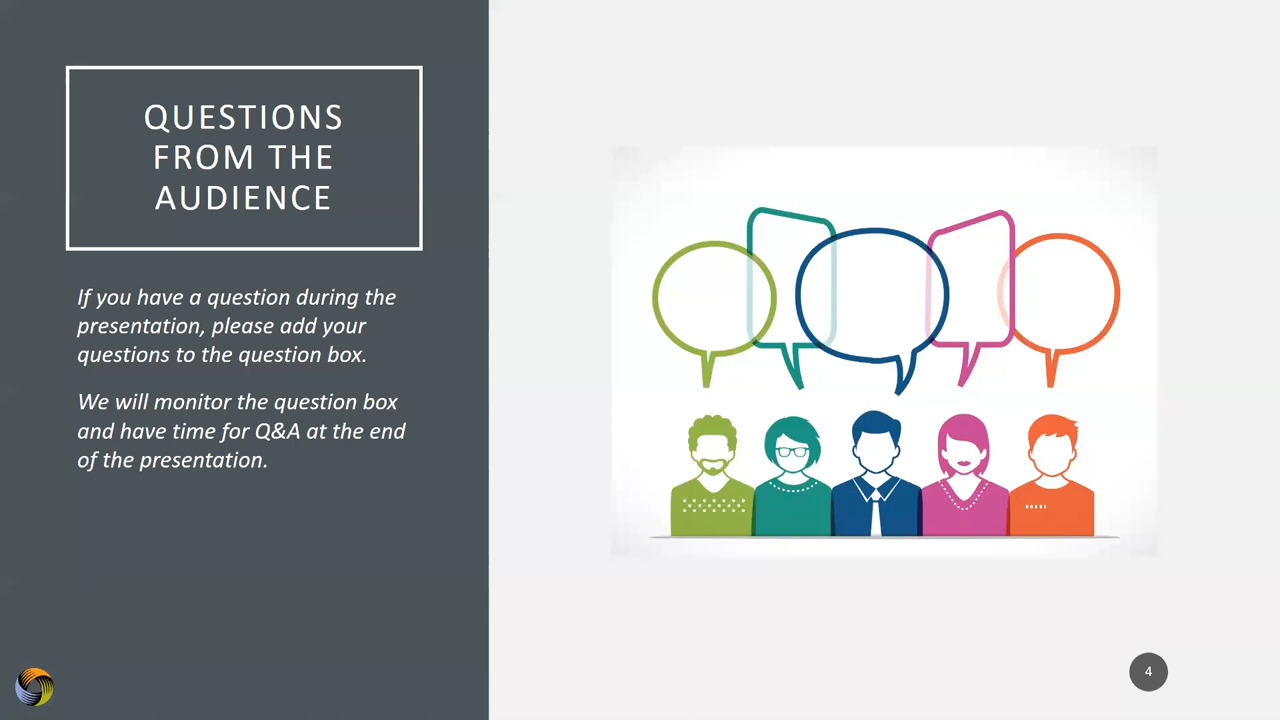 QUESTIONS
FROM THE
AUDIENCE
If you have a question during the
presentation, please add your
questions to the question box.
We will monitor the question box
and have time for Q&A at the end
of the presentation.
4